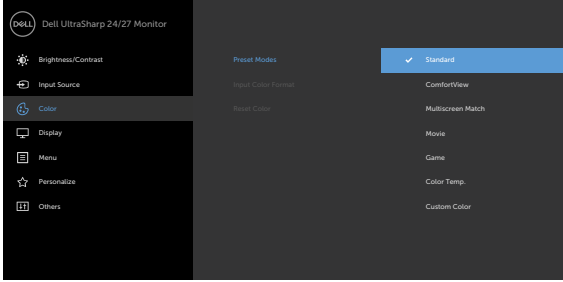 DELL Dell UltraSharp 24/27 Monitor
Brightness/Contrast Preset Modes Standard
Input Source Input Color Format ComfortView
Color Reset Color Multiscreen Match
Display Movie
Menu Game
Personalize Color Temp.
Others Custom Color